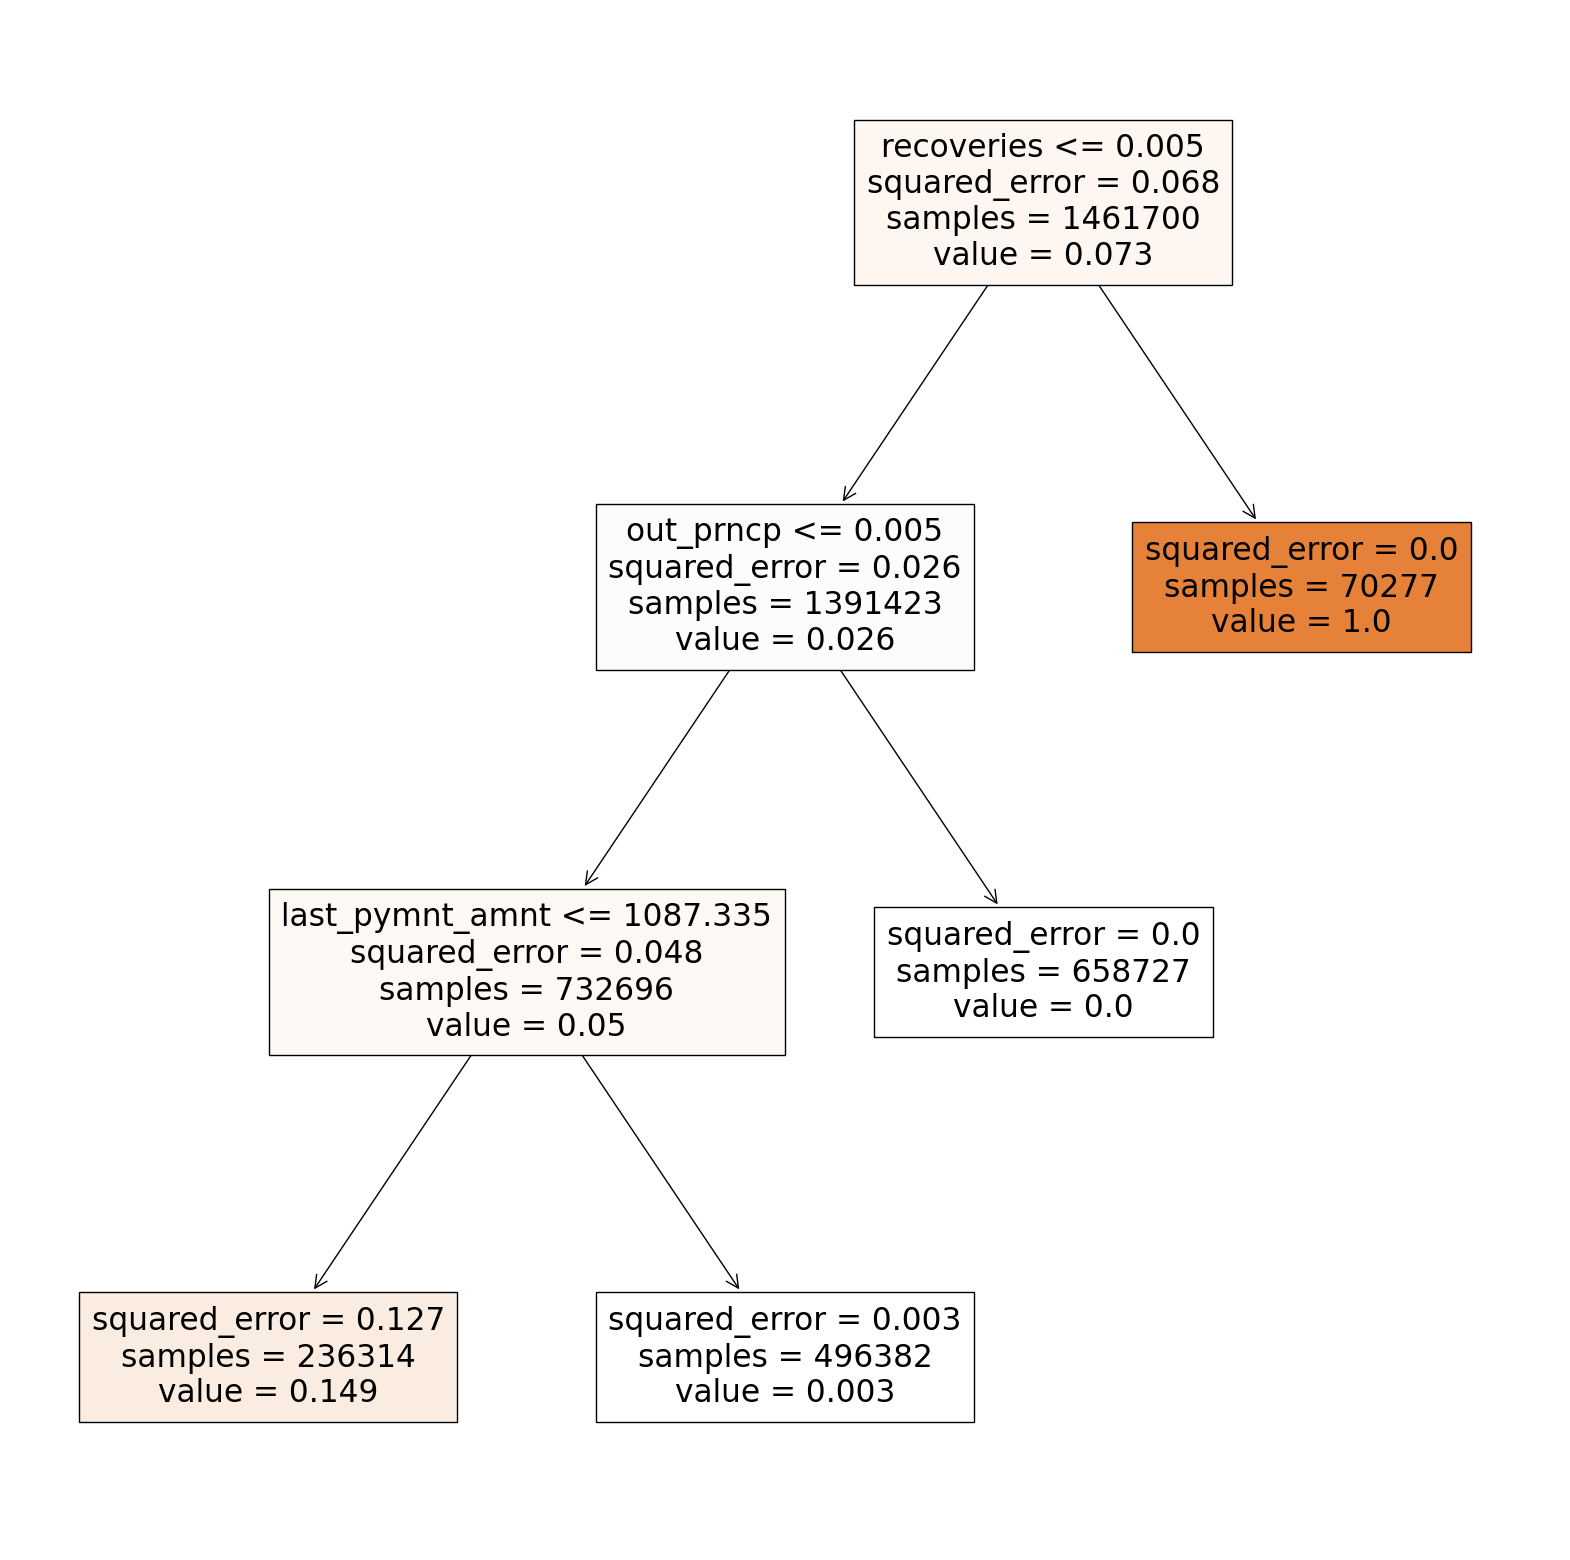 recoveries <= 0.005
squared_error = 0.068
samples = 1461700
value = 0.073
out_prncp <= 0.005
squared_error = 0.026
samples = 1391423
value = 0.026
squared_error = 0.0
samples = 70277
value = 1.0
last_pymnt_amnt <= 1087.335
squared_error = 0.048
samples = 732696
value = 0.05
squared_error = 0.0
samples = 658727
value = 0.0
squared_error = 0.127
samples = 236314
value = 0.149
squared_error = 0.003
samples = 496382
value = 0.003